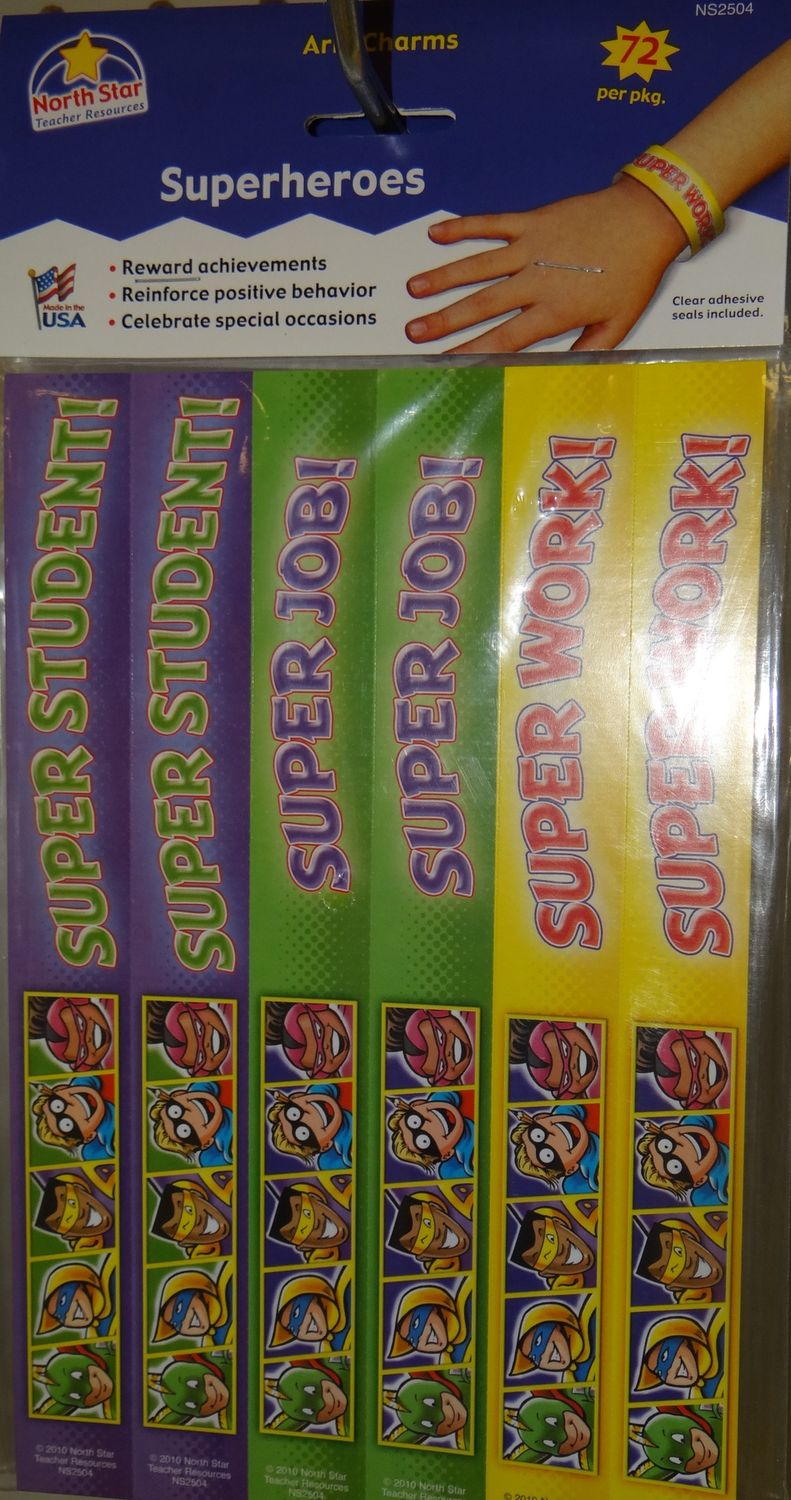 NS2504
Charms
72
per pkg.
North Star
Teacher Resources
Superheroes
SUPER WORK
• Reward achievements
• Reinforce positive behavior
• Celebrate special occasions
Made in the
USA
Clear adhesive
seals included.
SUPER STUDENT!
SUPER STUDENT!
SUPER JOB!
SUPER JOB!
SUPER WORK!
SUPER WORK!
© 2010 North Star
Teacher Resources
NS2504
© 2010 North Star
Teacher Resources
NS2504
© 2010 North Star
Teacher Resources
NS2504
© 2010 North Star
Teacher Resources
© 2010 North